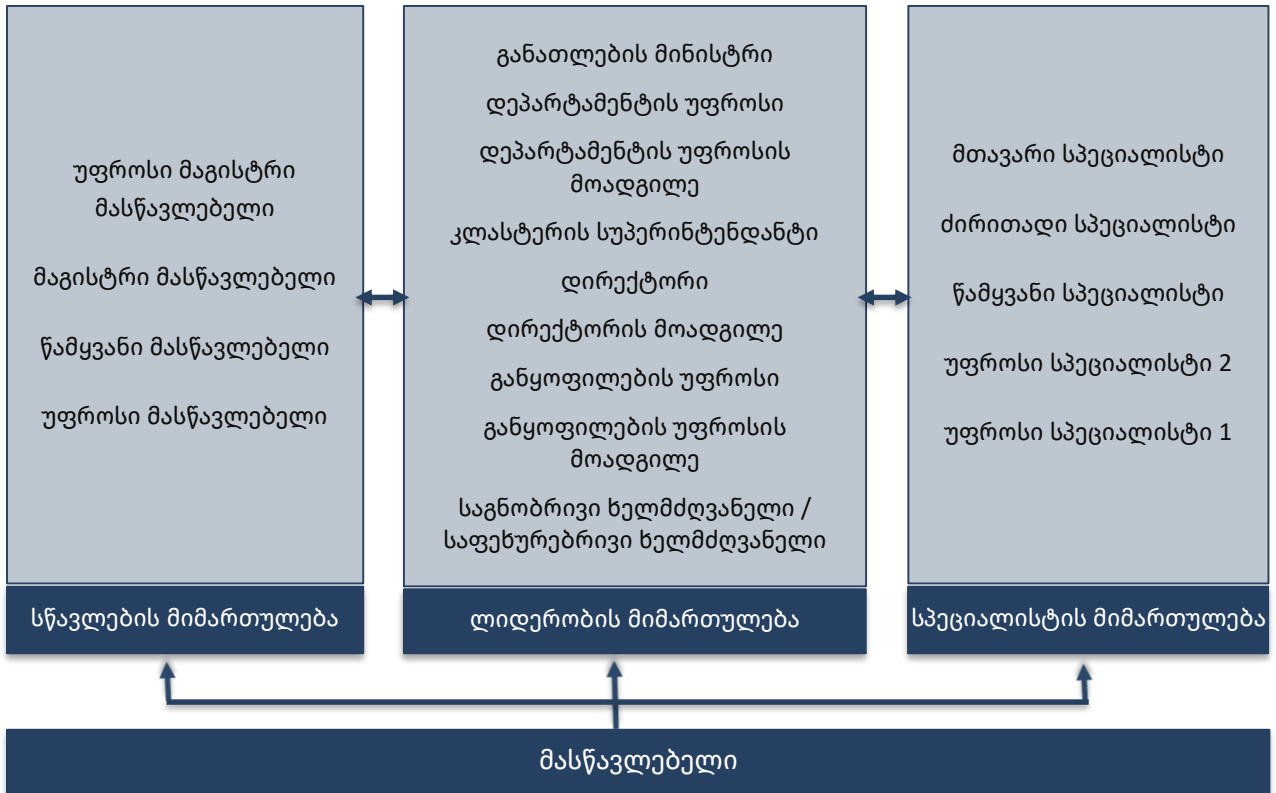 უფროსი მაგისტრი
მასწავლებელი
მაგისტრი მასწავლებელი
წამყვანი მასწავლებელი
უფროსი მასწავლებელი
სწავლების მიმართულება
განათლების მინისტრი
დეპარტამენტის უფროსი
დეპარტამენტის უფროსის
მოადგილე
კლასტერის სუპერინტენდანტი
დირექტორი
დირექტორის მოადგილე
განყოფილების უფროსი
განყოფილების უფროსის
მოადგილე
საგნობრივი ხელმძღვანელი /
საფეხურებრივი ხელმძღვანელი
ლიდერობის მიმართულება
მთავარი სპეციალისტი
ძირითადი სპეციალისტი
წამყვანი სპეციალისტი
უფროსი სპეციალისტი 2
უფროსი სპეციალისტი 1
სპეციალისტის მიმართულება
მასწავლებელი